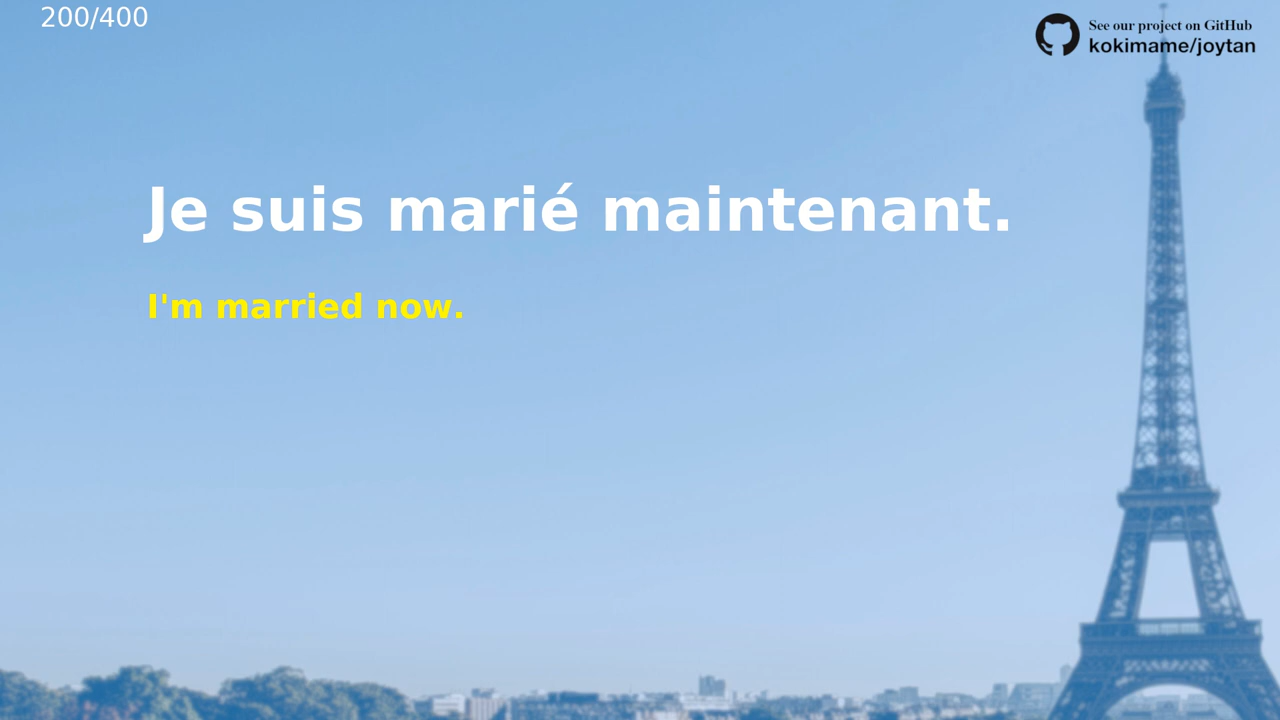 200/400
See our project on GitHub
kokimame/joytan
Je suis marié maintenant.
I'm married now.